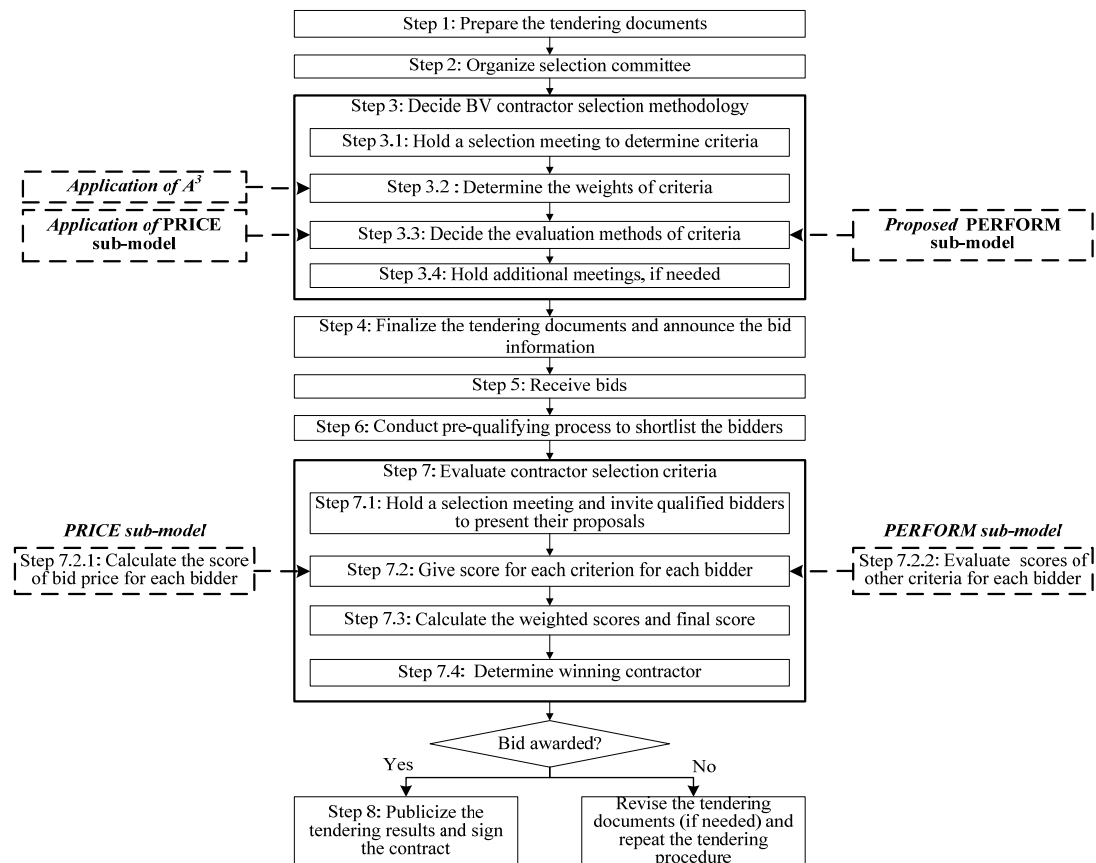 Step 1: Prepare the tendering documents
Step 2: Organize selection committee
Step 3: Decide BV contractor selection methodology
Step 3.1: Hold a selection meeting to determine criteria
Application of A³
Step 3.2 : Determine the weights of criteria
Application of PRICE
sub-model
Step 3.3: Decide the evaluation methods of criteria
Proposed PERFORM
sub-model
Step 3.4: Hold additional meetings, if needed
Step 4: Finalize the tendering documents and announce the bid
information
Step 5: Receive bids
Step 6: Conduct pre-qualifying process to shortlist the bidders
Step 7: Evaluate contractor selection criteria
Step 7.1: Hold a selection meeting and invite qualified bidders
to present their proposals
PRICE sub-model
Step 7.2.1: Calculate the score
of bid price for each bidder
Step 7.2: Give score for each criterion for each bidder
PERFORM sub-model
Step 7.2.2: Evaluate scores of
other criteria for each bidder
Step 7.3: Calculate the weighted scores and final score
Step 7.4: Determine winning contractor
Bid awarded?
Yes
No
Step 8: Publicize the
tendering results and sign
the contract
Revise the tendering
documents (if needed) and
repeat the tendering
procedure